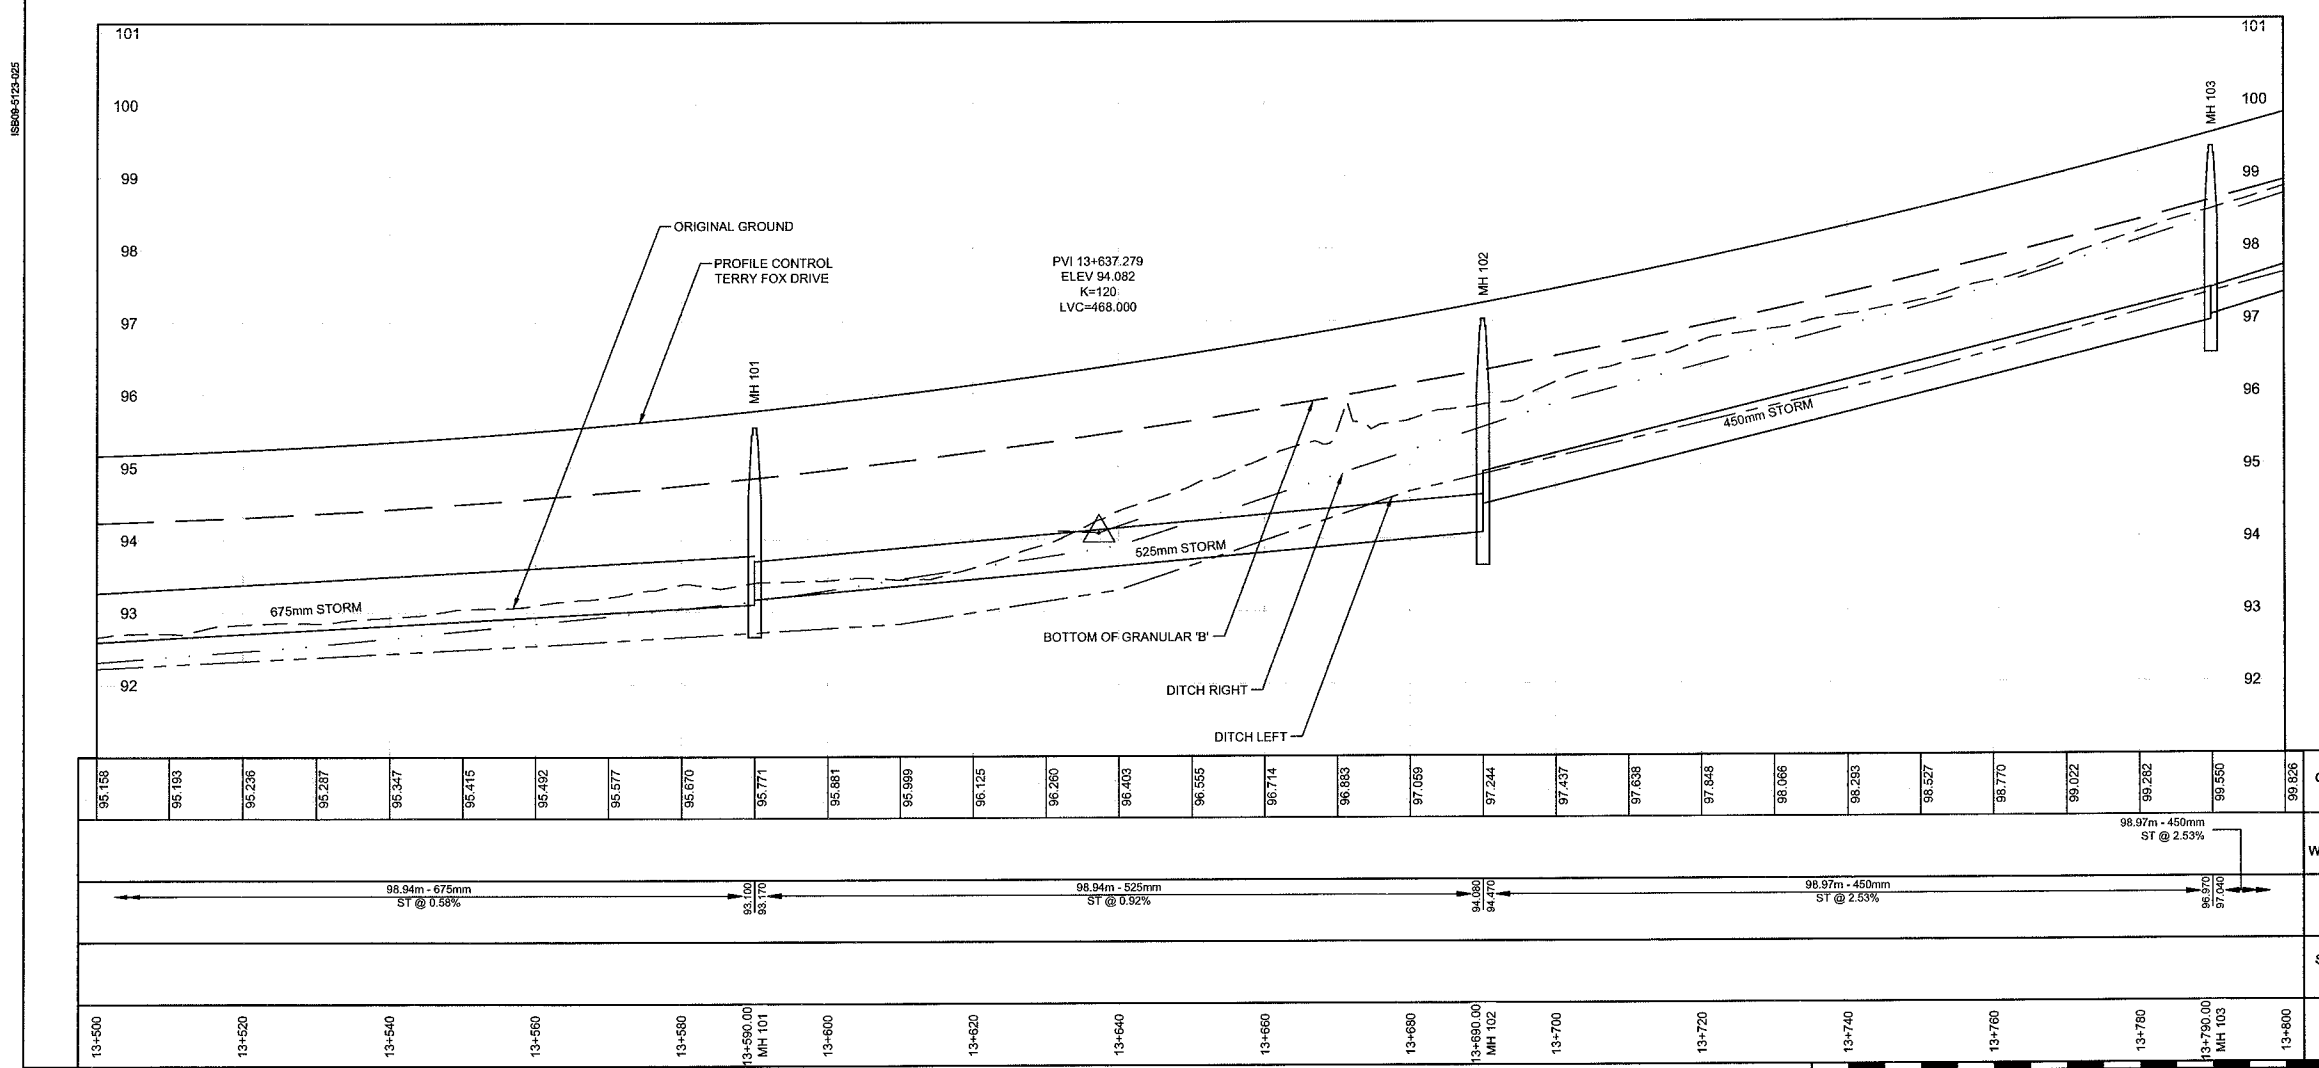 ISB09-5123-025
101
100
99
98
97
96
95
94
93
92
101
100
99
98
97
96
95
94
93
92
ORIGINAL GROUND
PROFILE CONTROL
TERRY FOX DRIVE
PVI 13+637.279
ELEV 94.082
K=120
LVC=468.000
MH 101
MH 102
MH 103
675mm STORM
525mm STORM
450mm STORM
BOTTOM OF GRANULAR 'B'
DITCH RIGHT
DITCH LEFT
95.158
95.193
95.236
95.287
95.347
95.415
95.492
95.577
95.670
95.771
95.881
95.999
96.125
96.260
96.403
96.555
96.714
96.883
97.059
97.244
97.437
97.638
97.848
98.066
98.293
98.527
98.770
99.022
99.282
99.550
99.826
98.97m - 450mm
ST @ 2.53%
98.94m - 675mm
ST @ 0.58%
93.100
93.170
98.94m - 525mm
ST @ 0.92%
94.080
94.470
98.97m - 450mm
ST @ 2.53%
96.970
97.040
13+500
13+520
13+540
13+560
13+580
13+590.00
MH 101
13+600
13+620
13+640
13+660
13+680
13+690.00
MH 102
13+700
13+720
13+740
13+760
13+780
13+790.00
MH 103
13+800